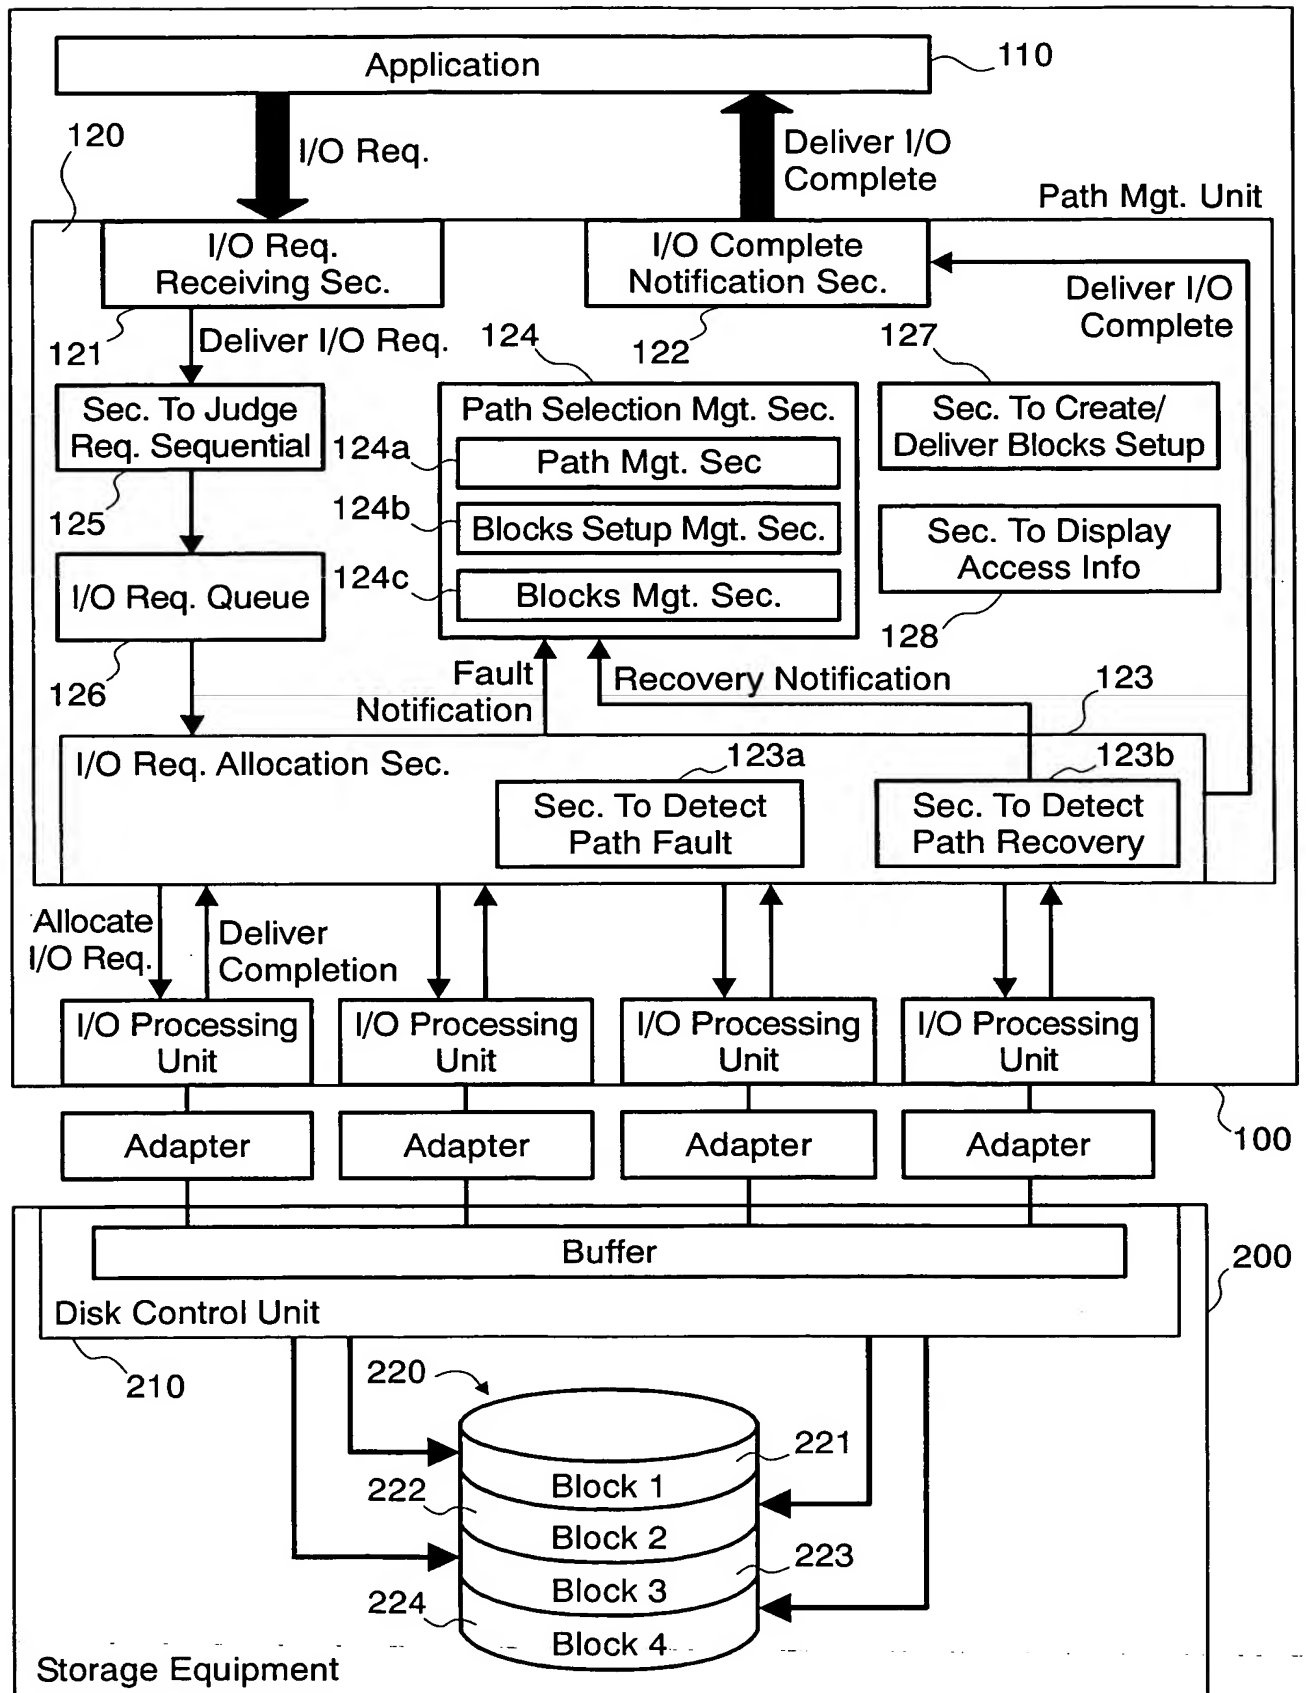 Application
110
120
I/O Req.
Deliver I/O
Complete
Path Mgt. Unit
I/O Req.
Receiving Sec.
I/O Complete
Notification Sec.
Deliver I/O
Complete
121
Deliver I/O Req.
124
122
127
Sec. To Judge
Req. Sequential
Path Selection Mgt. Sec.
124a
Path Mgt. Sec
Sec. To Create/
Deliver Blocks Setup
125
124b
Blocks Setup Mgt. Sec.
Sec. To Display
Access Info
I/O Req. Queue
124c
Blocks Mgt. Sec.
128
126
Fault
Notification
Recovery Notification
123
I/O Req. Allocation Sec.
123a
123b
Sec. To Detect
Path Fault
Sec. To Detect
Path Recovery
Allocate
I/O Req.
Deliver
Completion
I/O Processing
Unit
I/O Processing
Unit
I/O Processing
Unit
I/O Processing
Unit
100
Adapter
Adapter
Adapter
Adapter
Buffer
200
Disk Control Unit
210
220
221
Block 1
222
Block 2
223
Block 3
224
Block 4
Storage Equipment